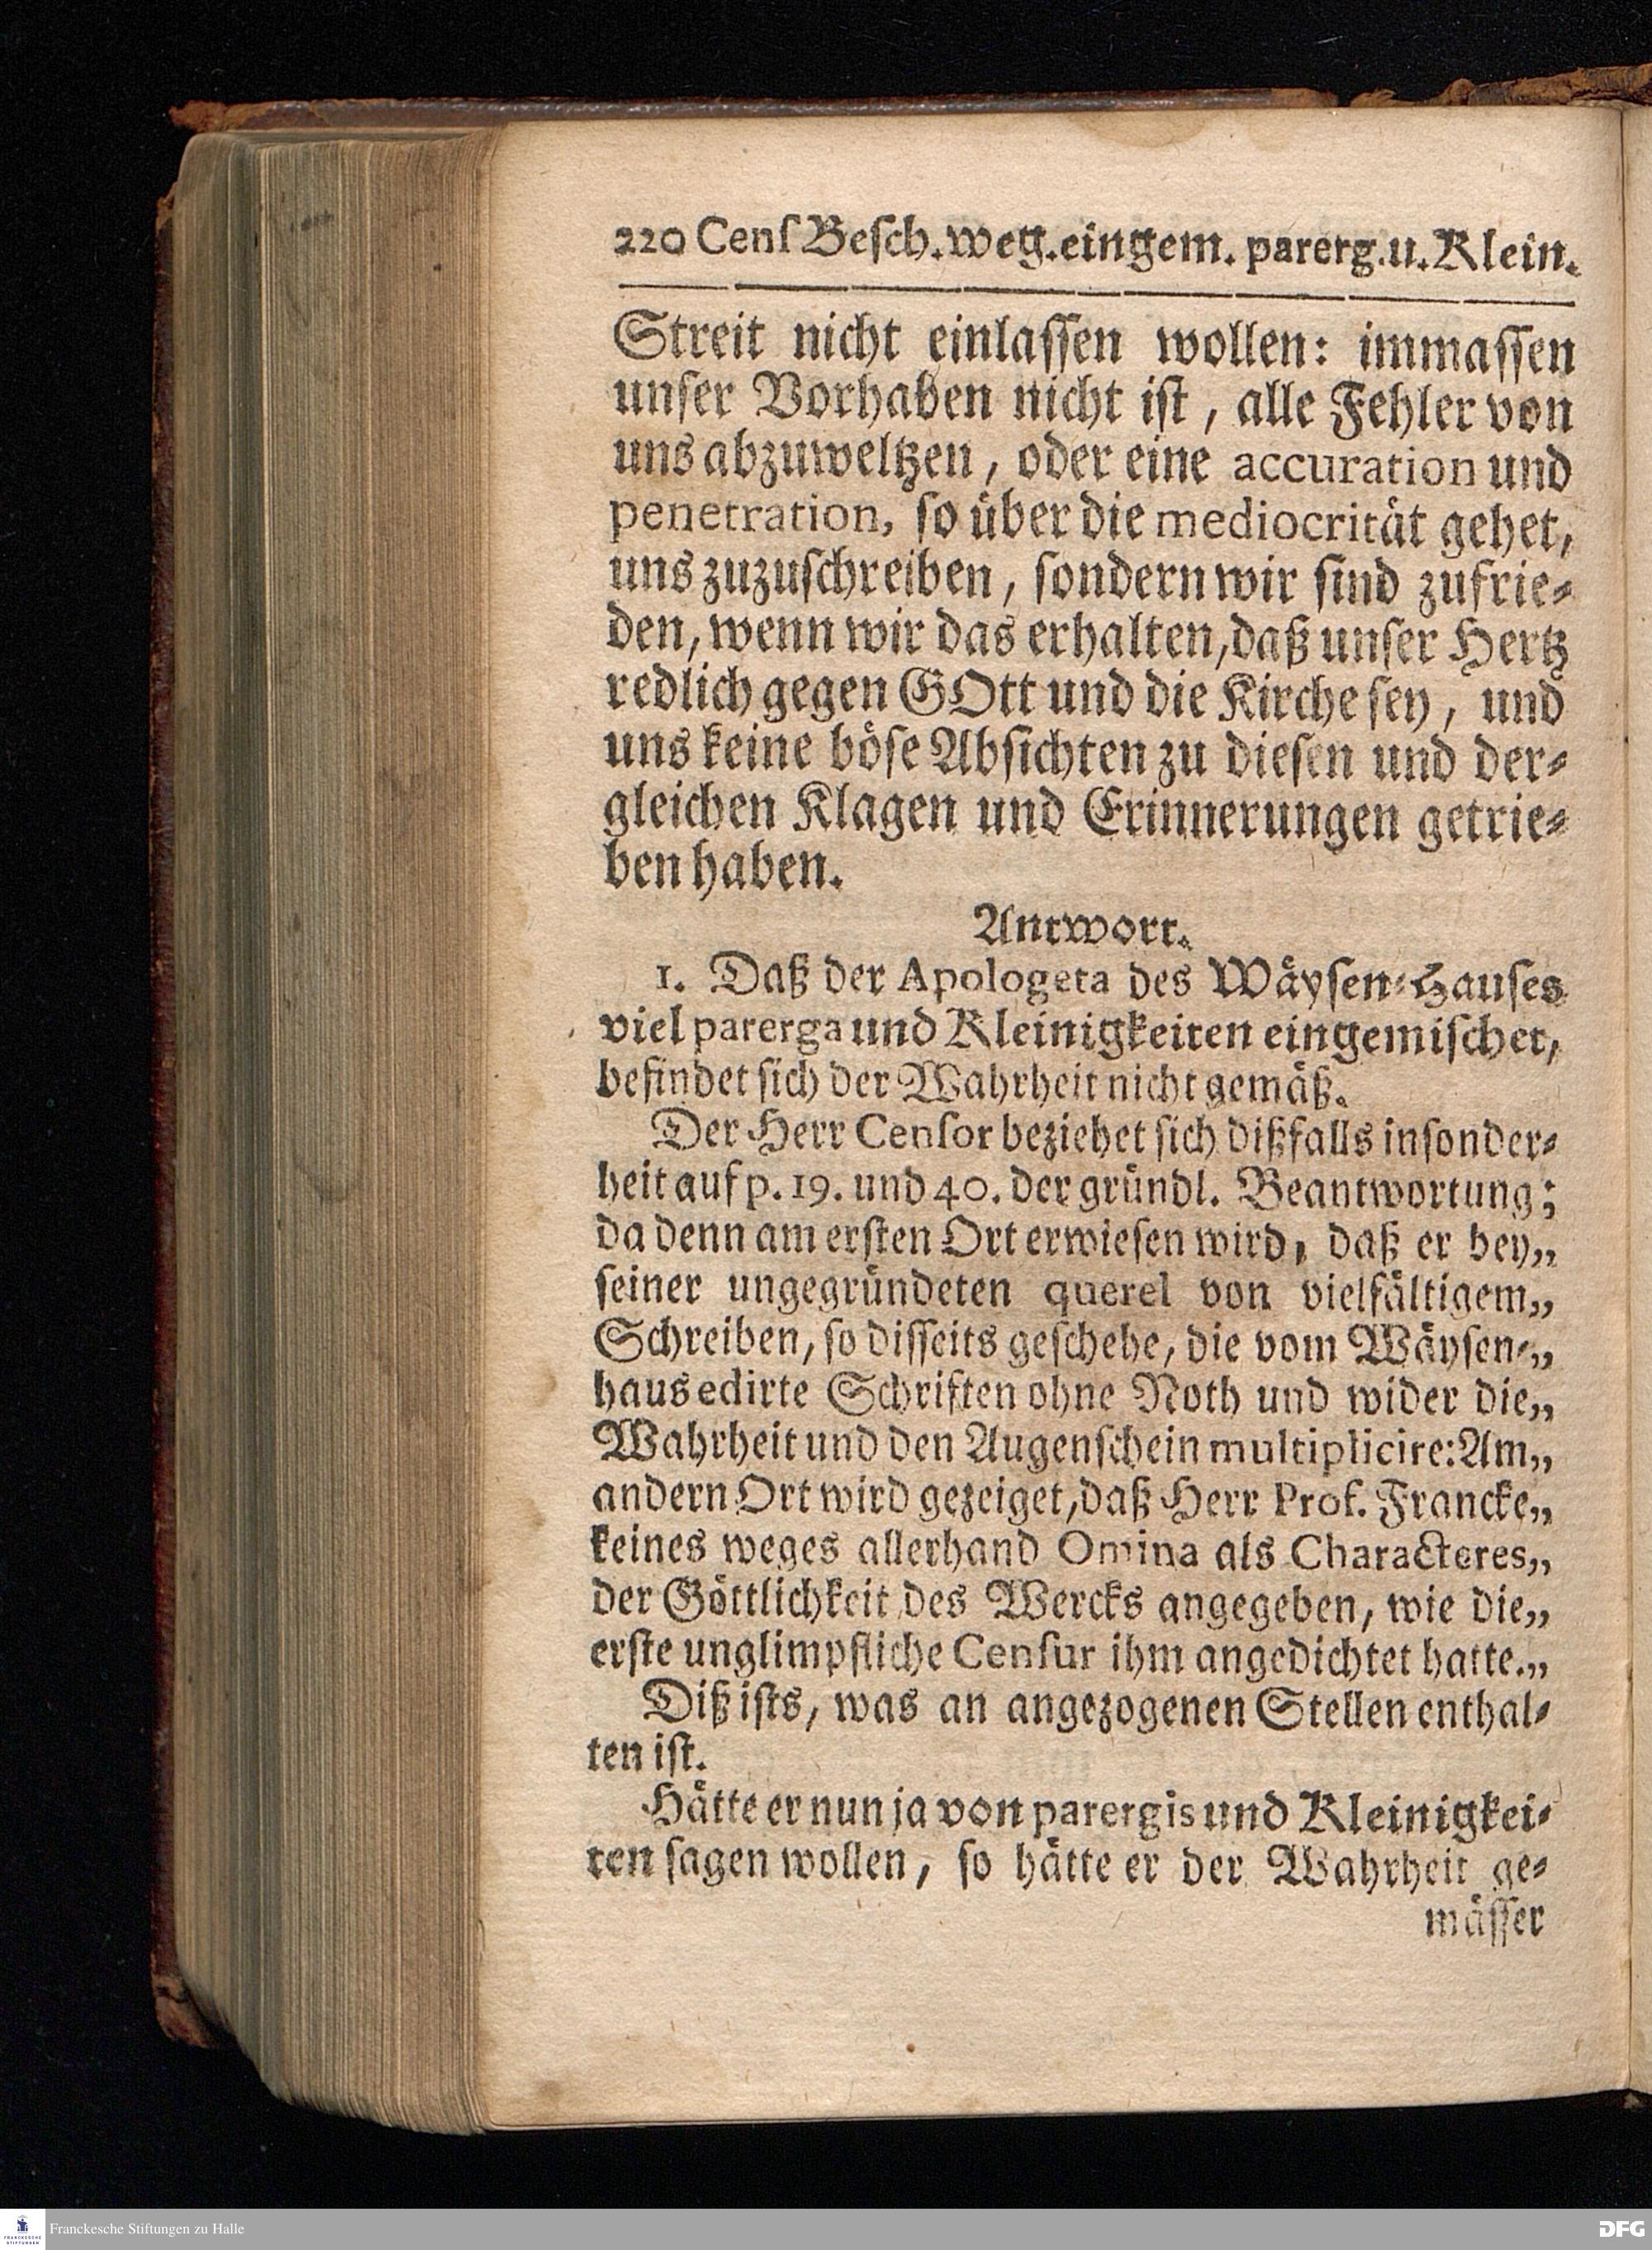 220 Cenſ Beſch. weg. eingem. parerg. u. Klein.
Streit nicht einlaſſen wollen: immaſſen
unſer Vorhaben nicht iſt, alle Fehler von
uns abzuweltzen, oder eine accuration und
penetration, ſo über die mediocrität gehet,
uns zuzuſchreiben, ſondern wir ſind zufrie⸗
den, wenn wir das erhalten, daß unſer Hertz
redlich gegen GOtt und die Kirche ſey, und
uns keine böſe Abſichten zu dieſen und der⸗
gleichen Klagen und Erinnerungen getrie⸗
ben haben.
Antwort.
1. Daß der Apologeta des Wäyſen⸗Hauſes
viel parerga und Kleinigkeiten eingemiſchet,
befindet ſich der Wahrheit nicht gemäß.
Der Herr Cenſor beziehet ſich dißfalls inſonder⸗
heit auf p. 19. und 40. der gründl. Beantwortung;
da denn am erſten Ort erwieſen wird, daß er bey„
ſeiner ungegründeten querel von vielfältigem„
Schreiben, ſo diſſeits geſchehe, die vom Wäyſen⸗„
haus edirte Schriften ohne Noth und wider die„
Wahrheit und den Augenſchein multiplicire: Am„
andern Ort wird gezeiget, daß Herr Prof. Francke„
keines weges allerhand Omina als Characteres„
der Göttlichkeit des Wercks angegeben, wie die„
erſte unglimpfliche Cenſur ihm angedichtet hatte.„
Diß iſts, was an angezogenen Stellen enthal⸗
ten iſt.
Hätte er nun ja von parergis und Kleinigkei⸗
ten ſagen wollen, ſo hätte er der Wahrheit ge⸗
mäſſer
FRANCKESCHE
STIFTUNGEN
Franckesche Stiftungen zu Halle
DFG